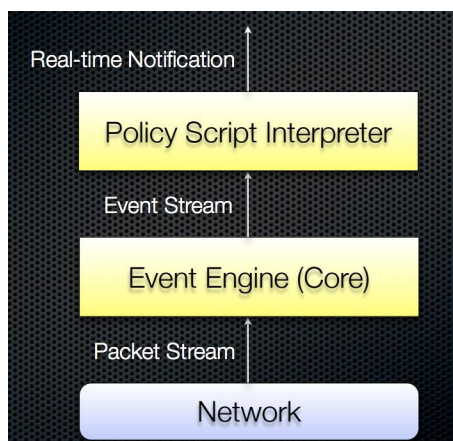 Real-time Notification
Policy Script Interpreter
Event Stream
Event Engine (Core)
Packet Stream
Network